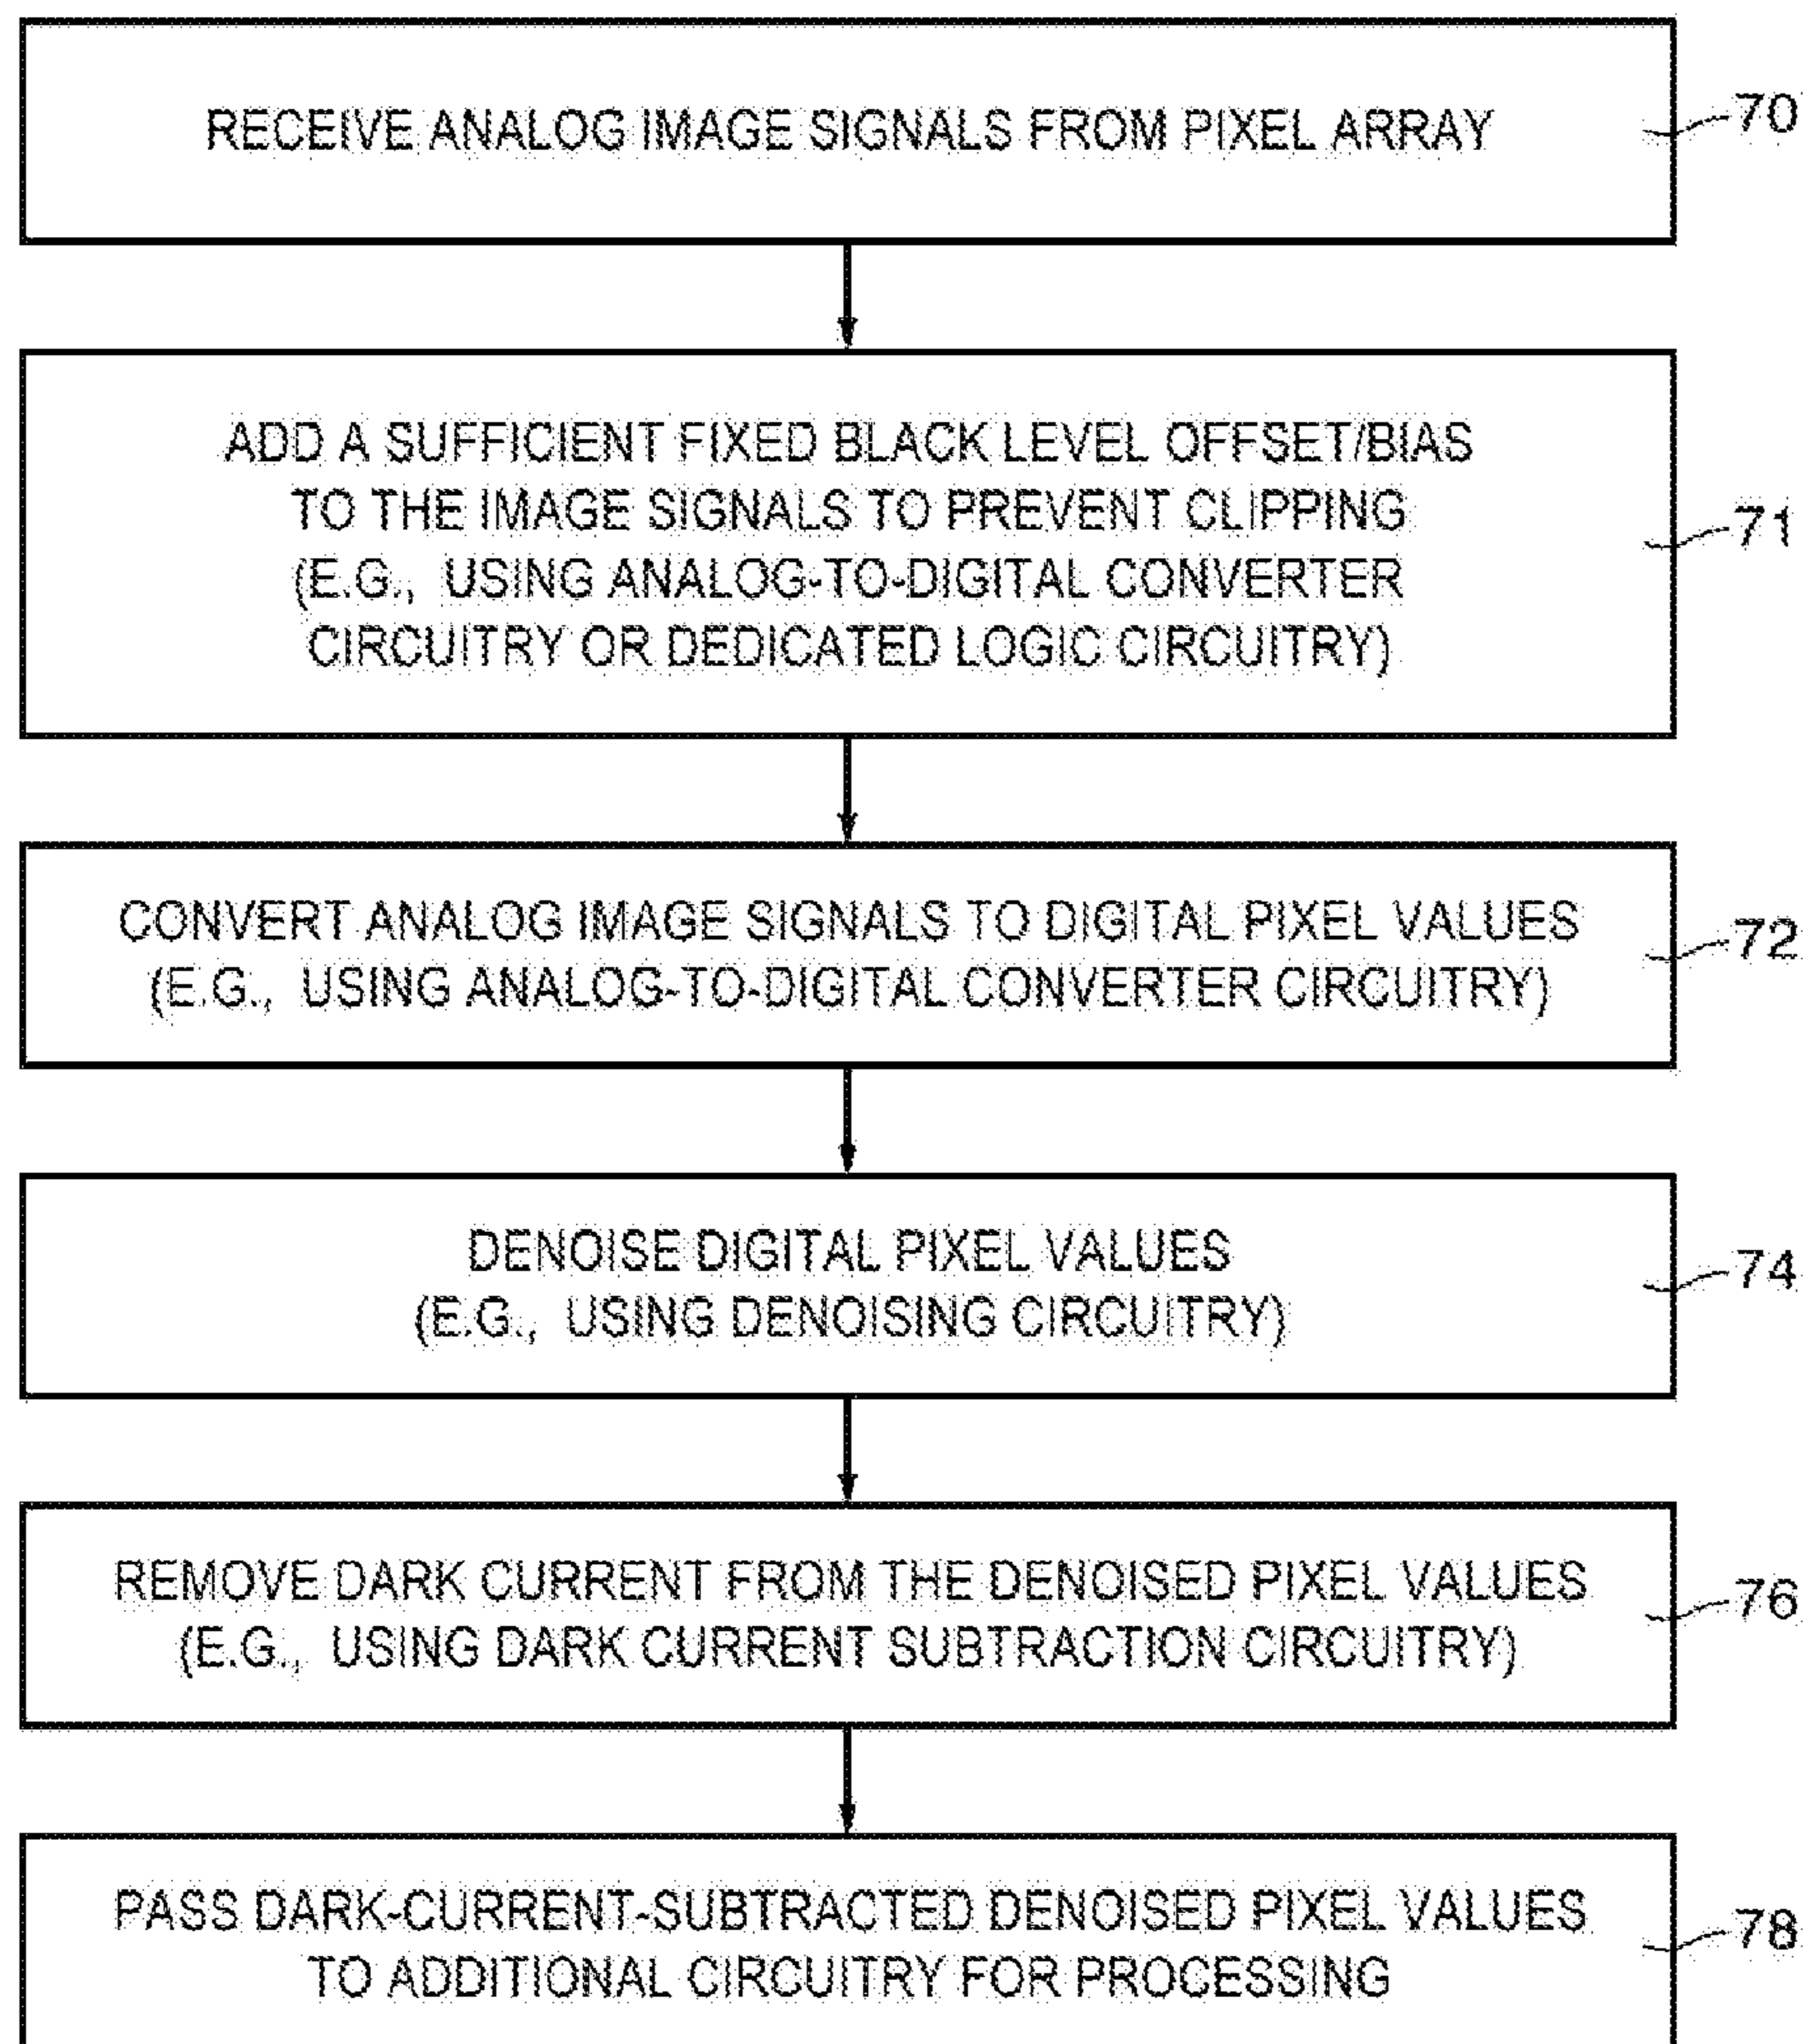 RECEIVE ANALOG IMAGE SIGNALS FROM PIXEL ARRAY
70
ADD A SUFFICIENT FIXED BLACK LEVEL OFFSET/BIAS
TO THE IMAGE SIGNALS TO PREVENT CLIPPING
(E.G., USING ANALOG-TO-DIGITAL CONVERTER
CIRCUITRY OR DEDICATED LOGIC CIRCUITRY)
71
CONVERT ANALOG IMAGE SIGNALS TO DIGITAL PIXEL VALUES
(E.G., USING ANALOG-TO-DIGITAL CONVERTER CIRCUITRY)
72
DENOISE DIGITAL PIXEL VALUES
(E.G., USING DENOISING CIRCUITRY)
74
REMOVE DARK CURRENT FROM THE DENOISED PIXEL VALUES
(E.G., USING DARK CURRENT SUBTRACTION CIRCUITRY)
76
PASS DARK-CURRENT-SUBTRACTED DENOISED PIXEL VALUES
TO ADDITIONAL CIRCUITRY FOR PROCESSING
78